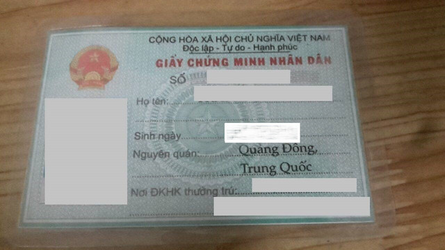 CỘNG HÒA XÃ HỘI CHỦ NGHĨA VIỆT NAM
Độc lập - Tự do - Hạnh phúc
GIẤY CHỨNG MINH NHÂN DÂN
SỐ
Họ tên:
Sinh ngày
Nguyên quán: Quảng Đông,
Trung Quốc
Nơi ĐKHK thường trú: